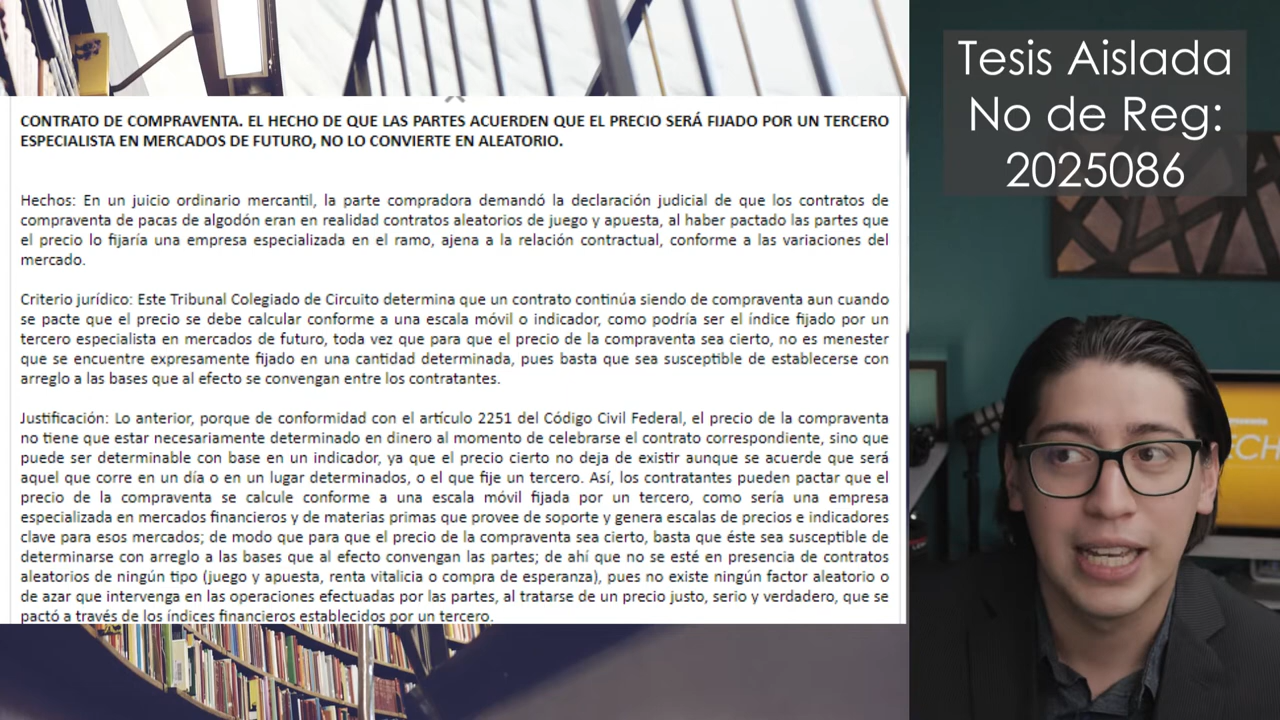 CONTRATO DE COMPRAVENTA. EL HECHO DE QUE LAS PARTES ACUERDEN QUE EL PRECIO SERÁ FIJADO POR UN TERCERO
ESPECIALISTA EN MERCADOS DE FUTURO, NO LO CONVIERTE EN ALEATORIO.
Hechos: En un juicio ordinario mercantil, la parte compradora demandó la declaración judicial de que los contratos de
compraventa de pacas de algodón eran en realidad contratos aleatorios de juego y apuesta, al haber pactado las partes que
el precio lo fijaría una empresa especializada en el ramo, ajena a la relación contractual, conforme a las variaciones del
mercado.
Criterio jurídico: Este Tribunal Colegiado de Circuito determina que un contrato continúa siendo de compraventa aun cuando
se pacte que el precio se debe calcular conforme a una escala móvil o indicador, como podría ser el índice fijado por un
tercero especialista en mercados de futuro, toda vez que para que el precio de la compraventa sea cierto, no es menester
que se encuentre expresamente fijado en una cantidad determinada, pues basta que sea susceptible de establecerse con
arreglo a las bases que al efecto se convengan entre los contratantes.
Justificación: Lo anterior, porque de conformidad con el artículo 2251 del Código Civil Federal, el precio de la compraventa
no tiene que estar necesariamente determinado en dinero al momento de celebrarse el contrato correspondiente, sino que
puede ser determinable con base en un indicador, ya que el precio cierto no deja de existir aunque se acuerde que será
aquel que corre en un día o en un lugar determinados, o el que fije un tercero. Así, los contratantes pueden pactar que el
precio de la compraventa se calcule conforme a una escala móvil fijada por un tercero, como sería una empresa
especializada en mercados financieros y de materias primas que provee de soporte y genera escalas de precios e indicadores
clave para esos mercados; de modo que para que el precio de la compraventa sea cierto, basta que éste sea susceptible de
determinarse con arreglo a las bases que al efecto convengan las partes; de ahí que no se esté en presencia de contratos
aleatorios de ningún tipo (juego y apuesta, renta vitalicia o compra de esperanza), pues no existe ningún factor aleatorio o
de azar que intervenga en las operaciones efectuadas por las partes, al tratarse de un precio justo, serio y verdadero, que se
pactó a través de los índices financieros establecidos por un tercero.
Tesis Aislada
No de Reg:
2025086
ECH